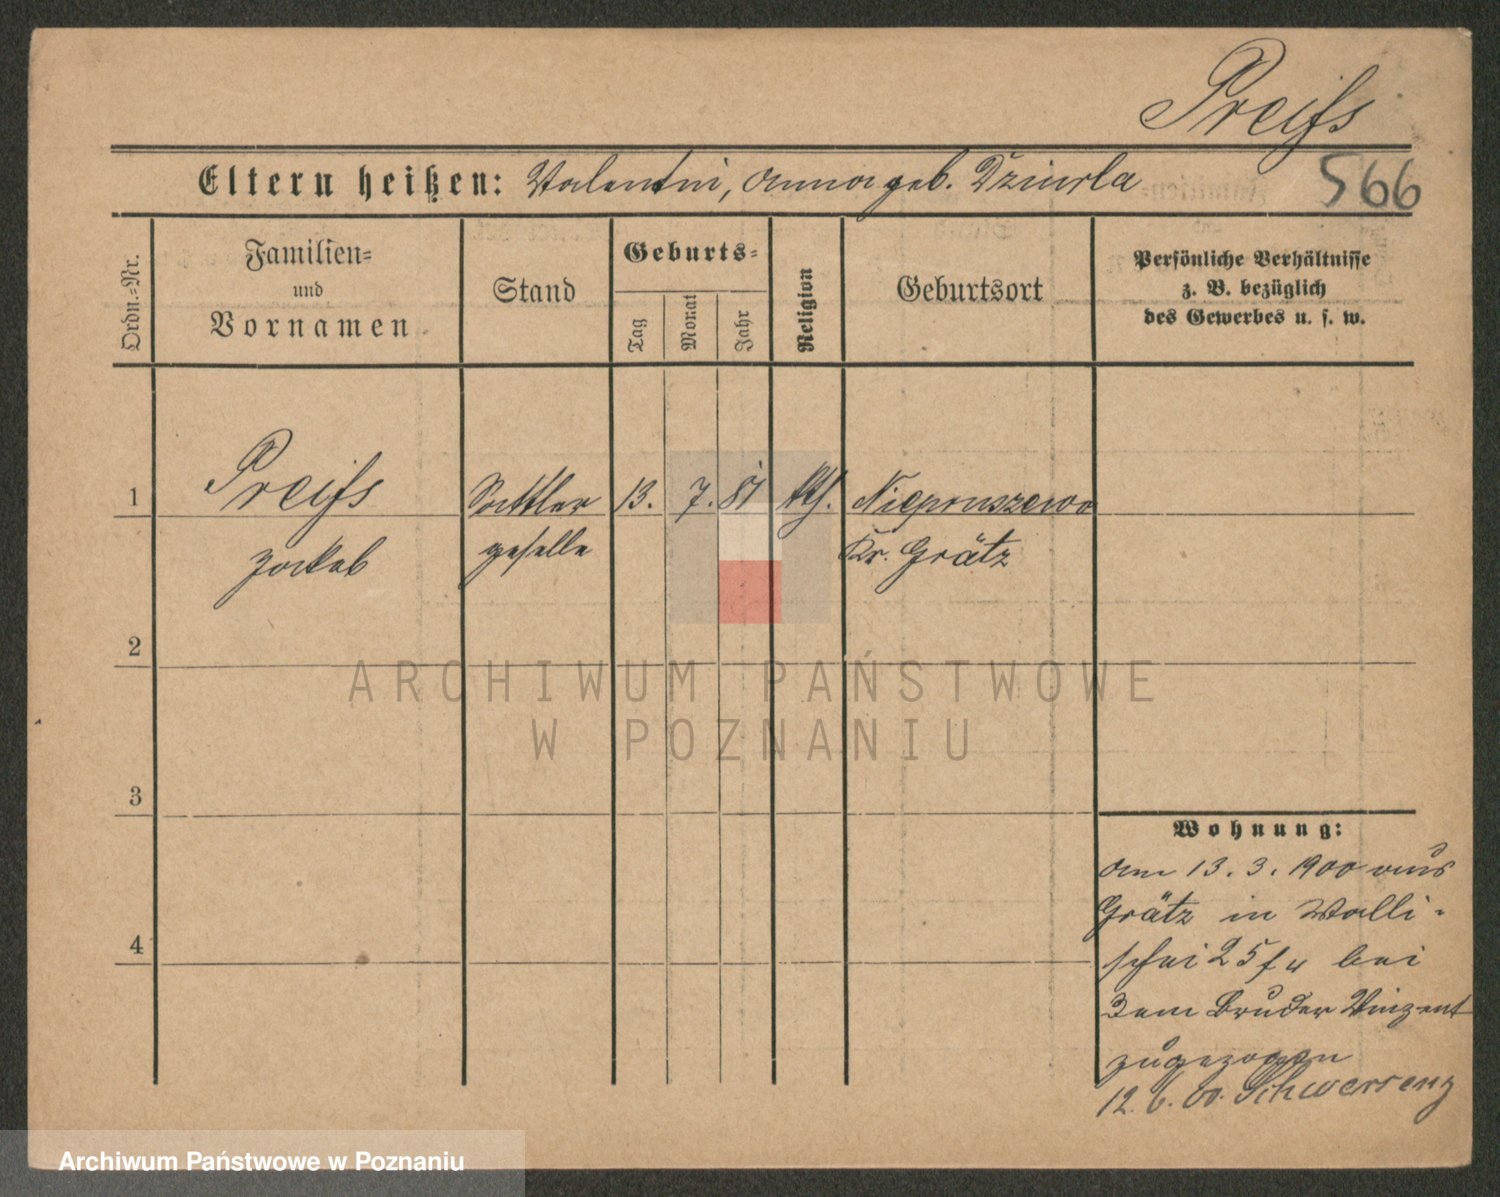 Preiſs
566
Eltern heißen: Valentin, Anna geb. Dziurla
Ordn.-Nr.
Familien-
und
Vornamen
Stand
Geburts-
Tag
Monat
Jahr
Religion
Geburtsort
Persönliche Verhältnisse
z. B. bezüglich
des Gewerbes u. s. w.
1 Preiſs Sattler 13. 7. 81 kth. Niepruszewo
Jakob geselle Kr. Grätz
2
3
4
Wohnung:
am 13. 3. 1900 aus
Grätz in Walli-
schei 25 bei
dem Bruder Vinzent
zugezogen
12. 6. 00. Schwersenz
ARCHIWUM PAŃSTWOWE
W POZNANIU
Archiwum Państwowe w Poznaniu